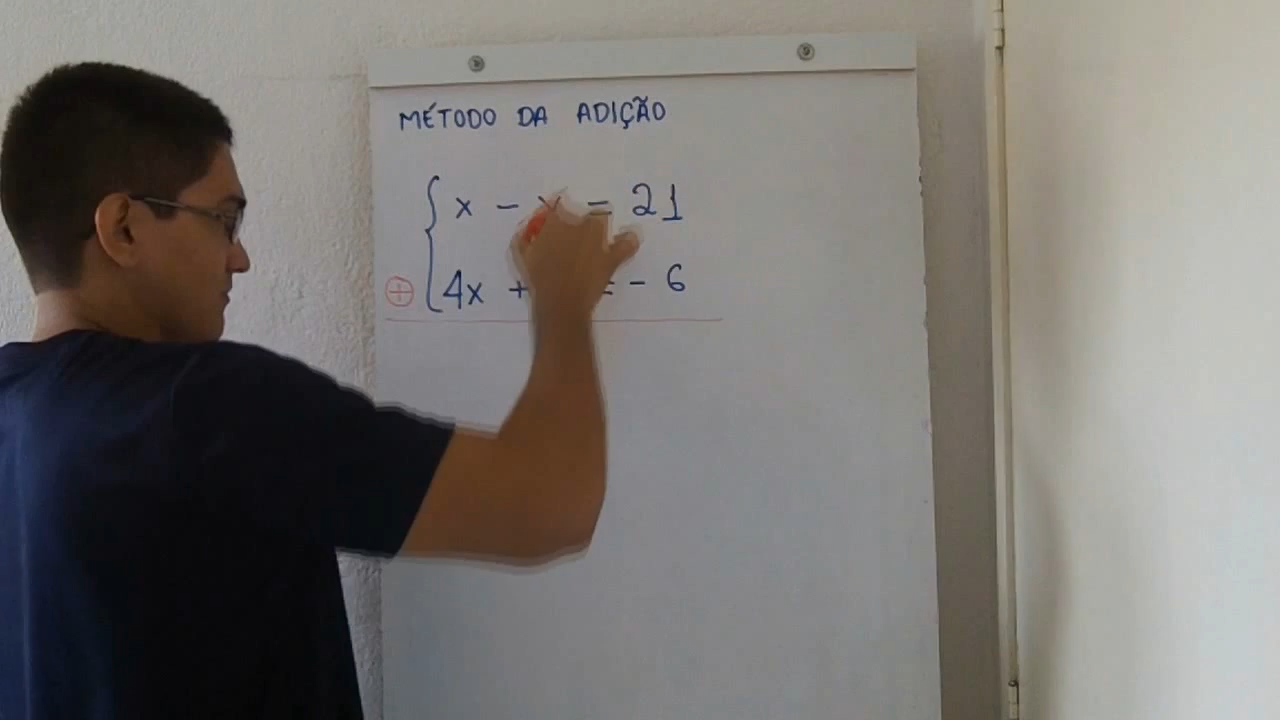 MÉTODO DA ADIÇÃO
x - y = 21
⊕ 4x + = - 6